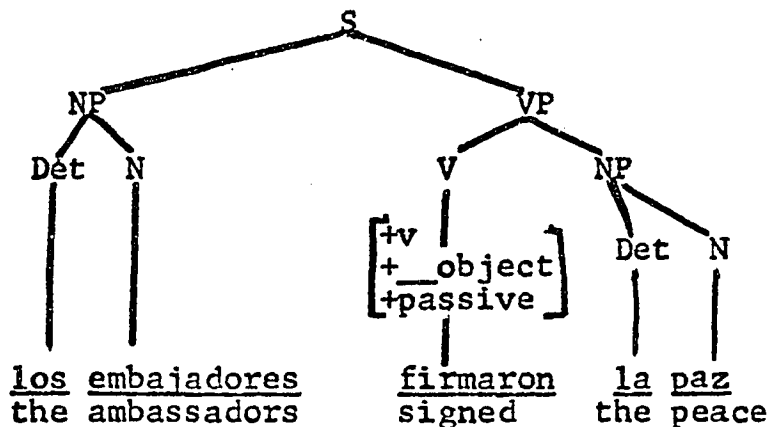 S
NP VP
Det N V NP
[+v
+__object
+passive]
Det N
los embajadores firmaron la paz
the ambassadors signed the peace